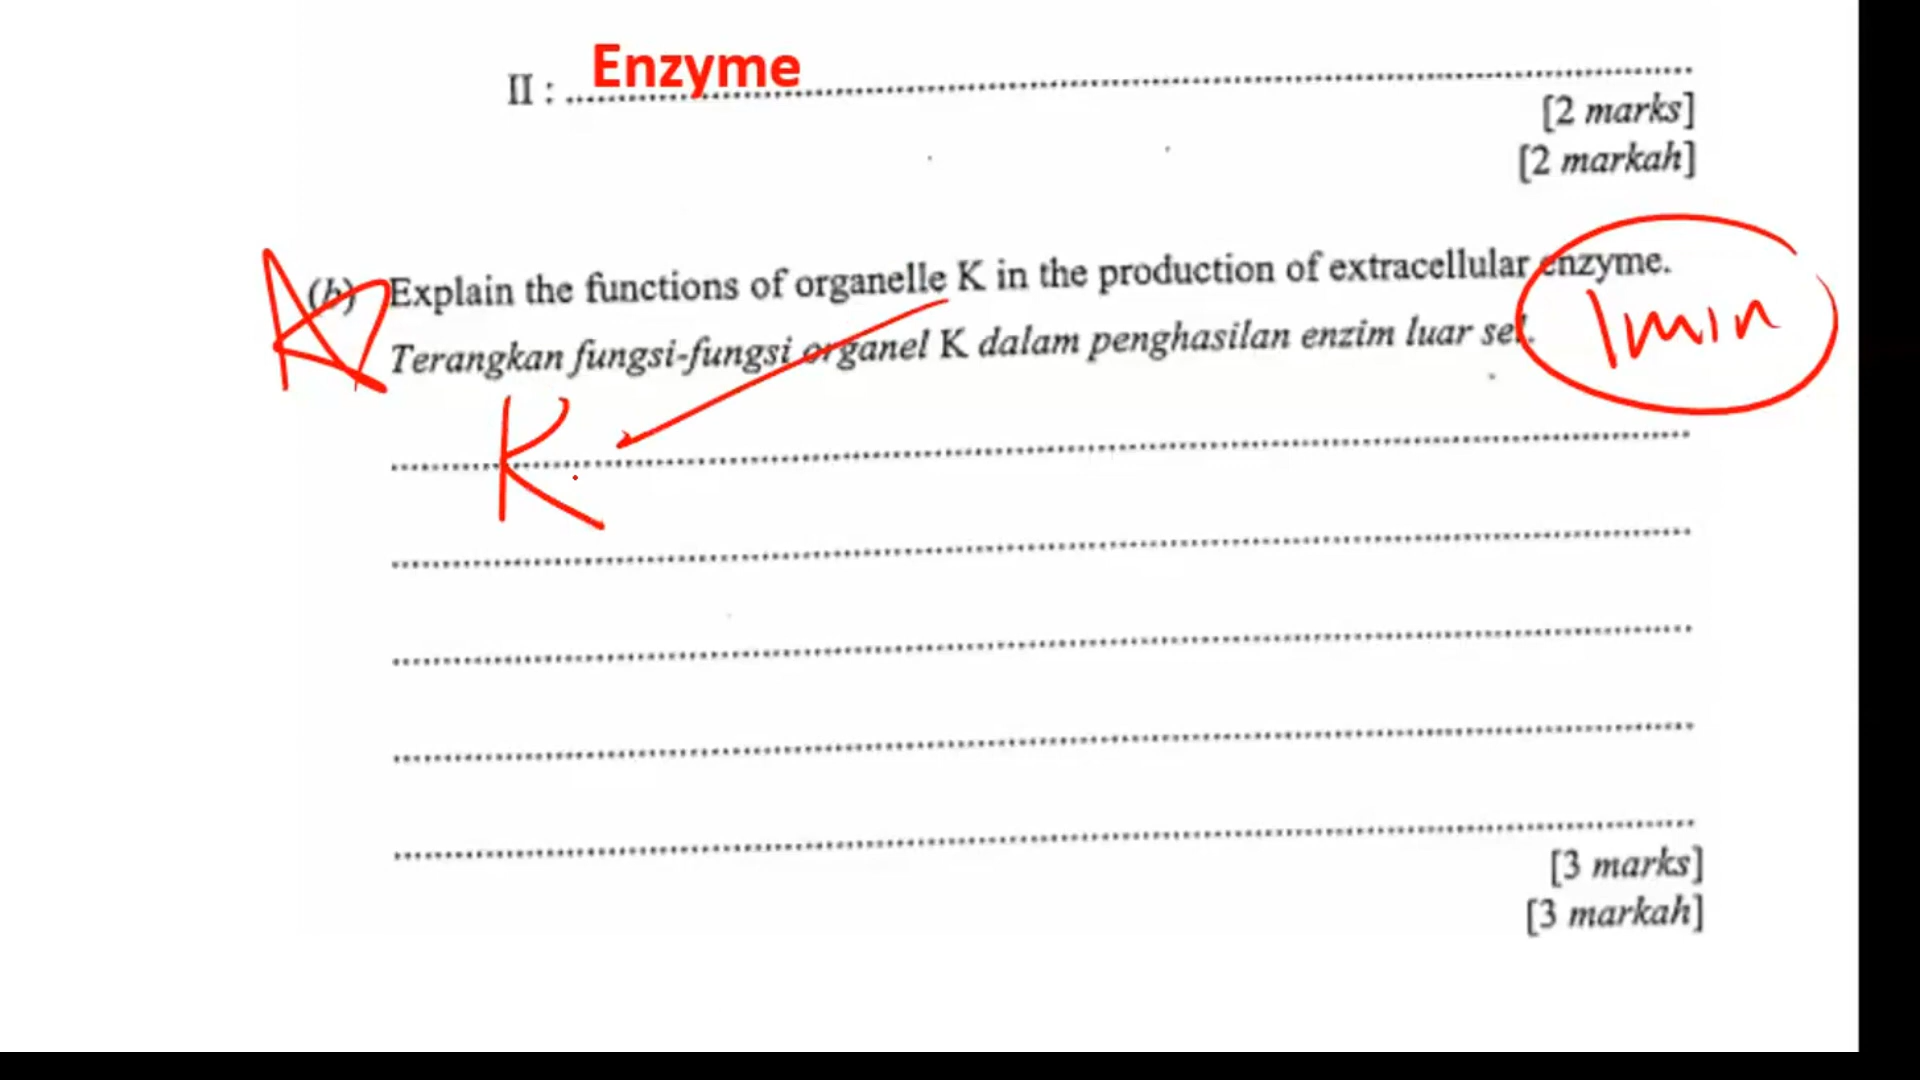 II : Enzyme
[2 marks]
[2 markah]
(b) Explain the functions of organelle K in the production of extracellular enzyme.
Terangkan fungsi-fungsi organel K dalam penghasilan enzim luar sel.
1min
K
[3 marks]
[3 markah]